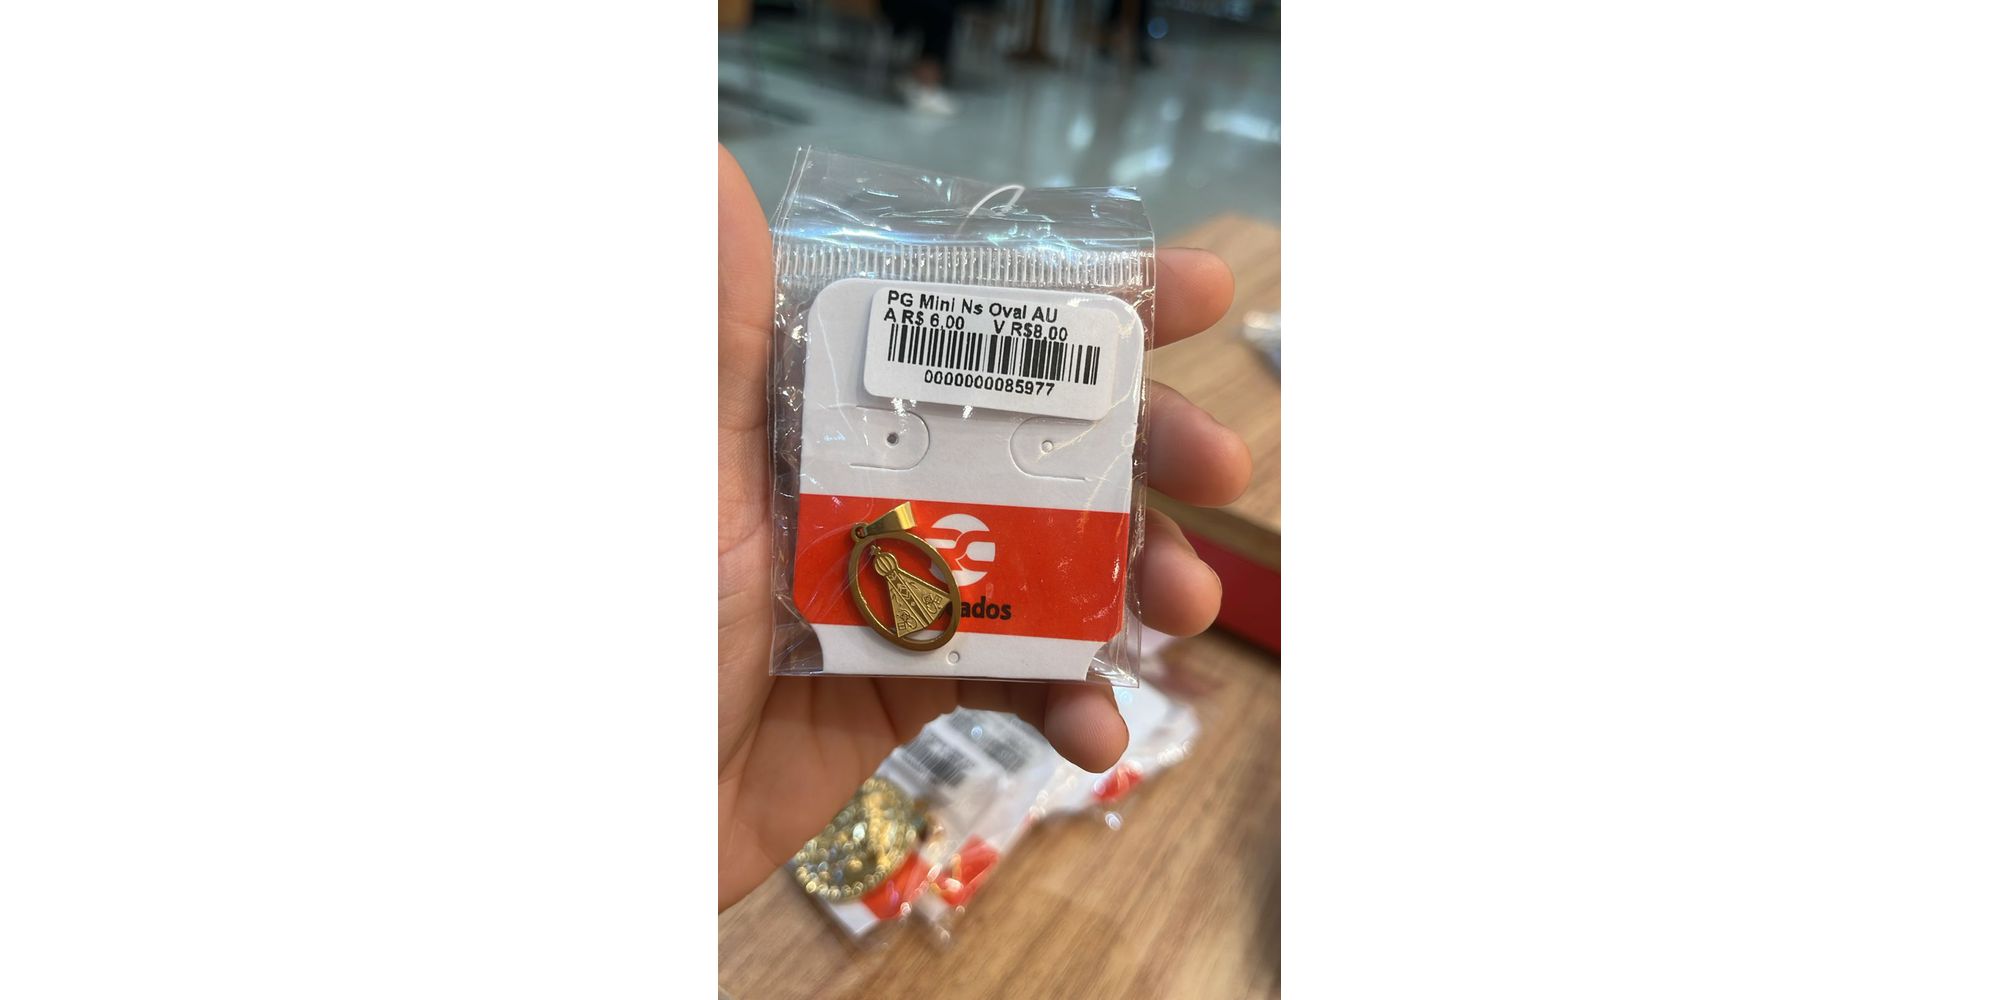 PG Mini Ns Oval AU
A R$ 6,00 V R$8,00
0000000085977